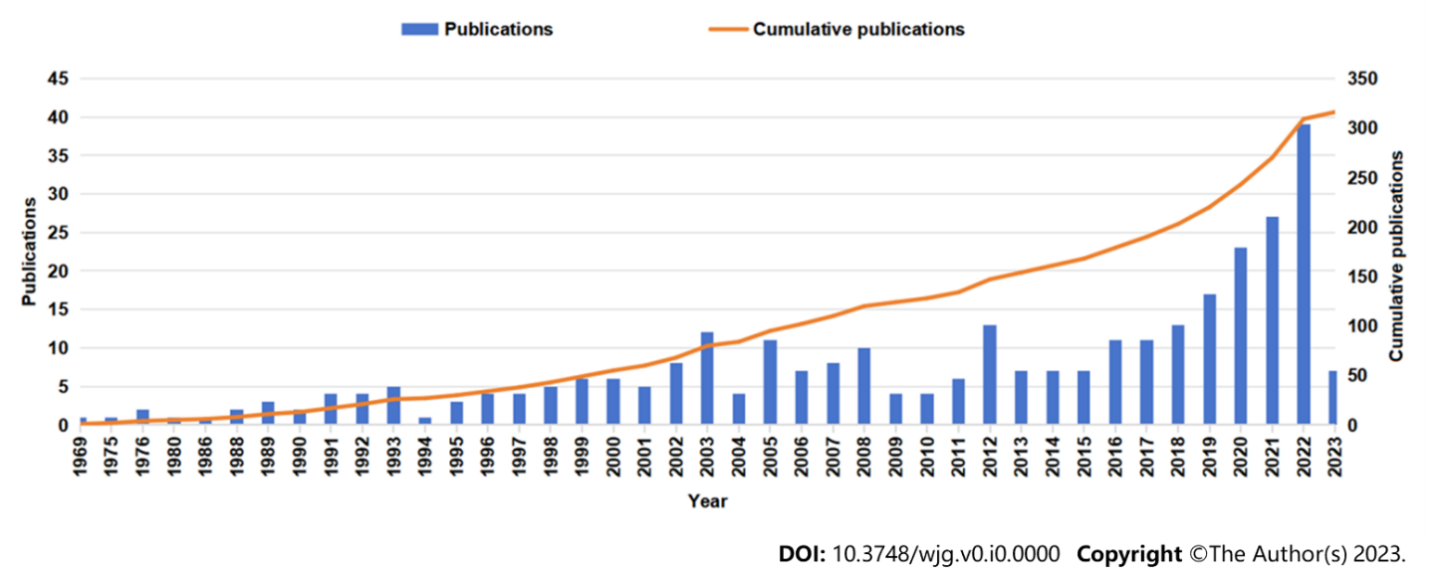 Publications Cumulative publications
45 350
40 300
35 250
30 200
25 150
20 100
15 50
10 0
5
0
Publications
Cumulative publications
1969 1975 1976 1980 1986 1988 1989 1990 1991 1992 1993 1994 1995 1996 1997 1998 1999 2000 2001 2002 2003 2004 2005 2006 2007 2008 2009 2010 2011 2012 2013 2014 2015 2016 2017 2018 2019 2020 2021 2022 2023
Year
DOI: 10.3748/wjg.v0.i0.0000 Copyright ©The Author(s) 2023.